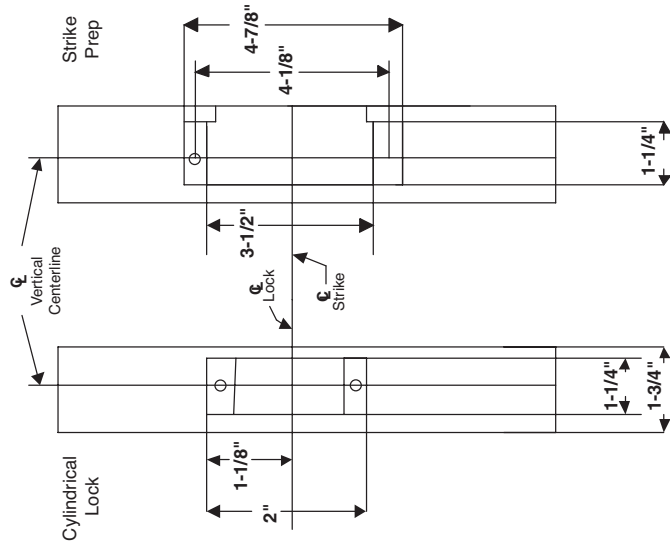 Strike
Prep
4-7/8"
4-1/8"
1-1/4"
3-1/2"
℄
Vertical
Centerline
℄
Lock
℄
Strike
Cylindrical
Lock
1-1/8"
2"
1-1/4"
1-3/4"